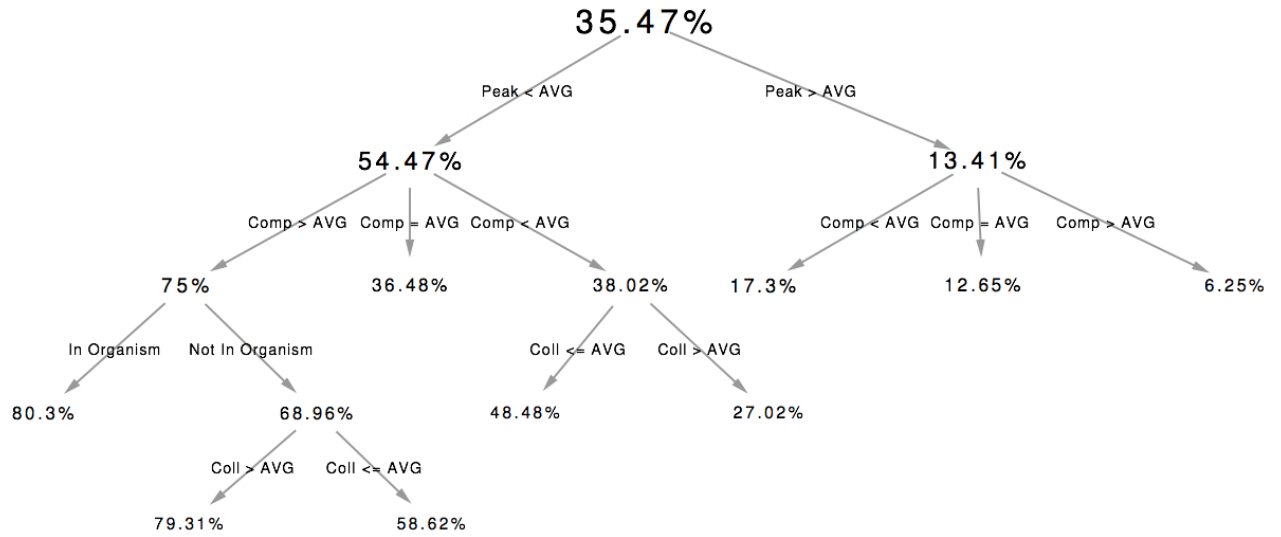 35.47%
Peak < AVG Peak > AVG
54.47% 13.41%
Comp > AVG Comp = AVG Comp < AVG Comp < AVG Comp = AVG Comp > AVG
75% 36.48% 38.02% 17.3% 12.65% 6.25%
In Organism Not In Organism Coll <= AVG Coll > AVG
80.3% 68.96% 48.48% 27.02%
Coll > AVG Coll <= AVG
79.31% 58.62%